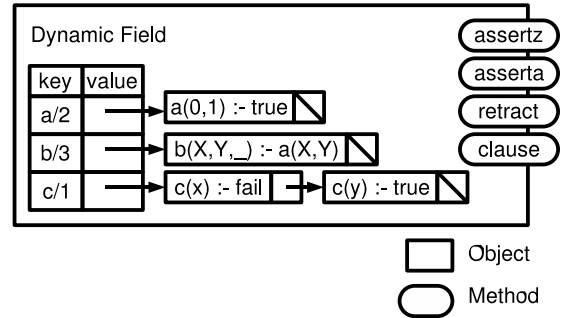 Dynamic Field
assertz
asserta
retract
clause
key value
a/2
a(0,1) :- true
b/3
b(X,Y,_) :- a(X,Y)
c/1
c(x) :- fail
c(y) :- true
Object
Method